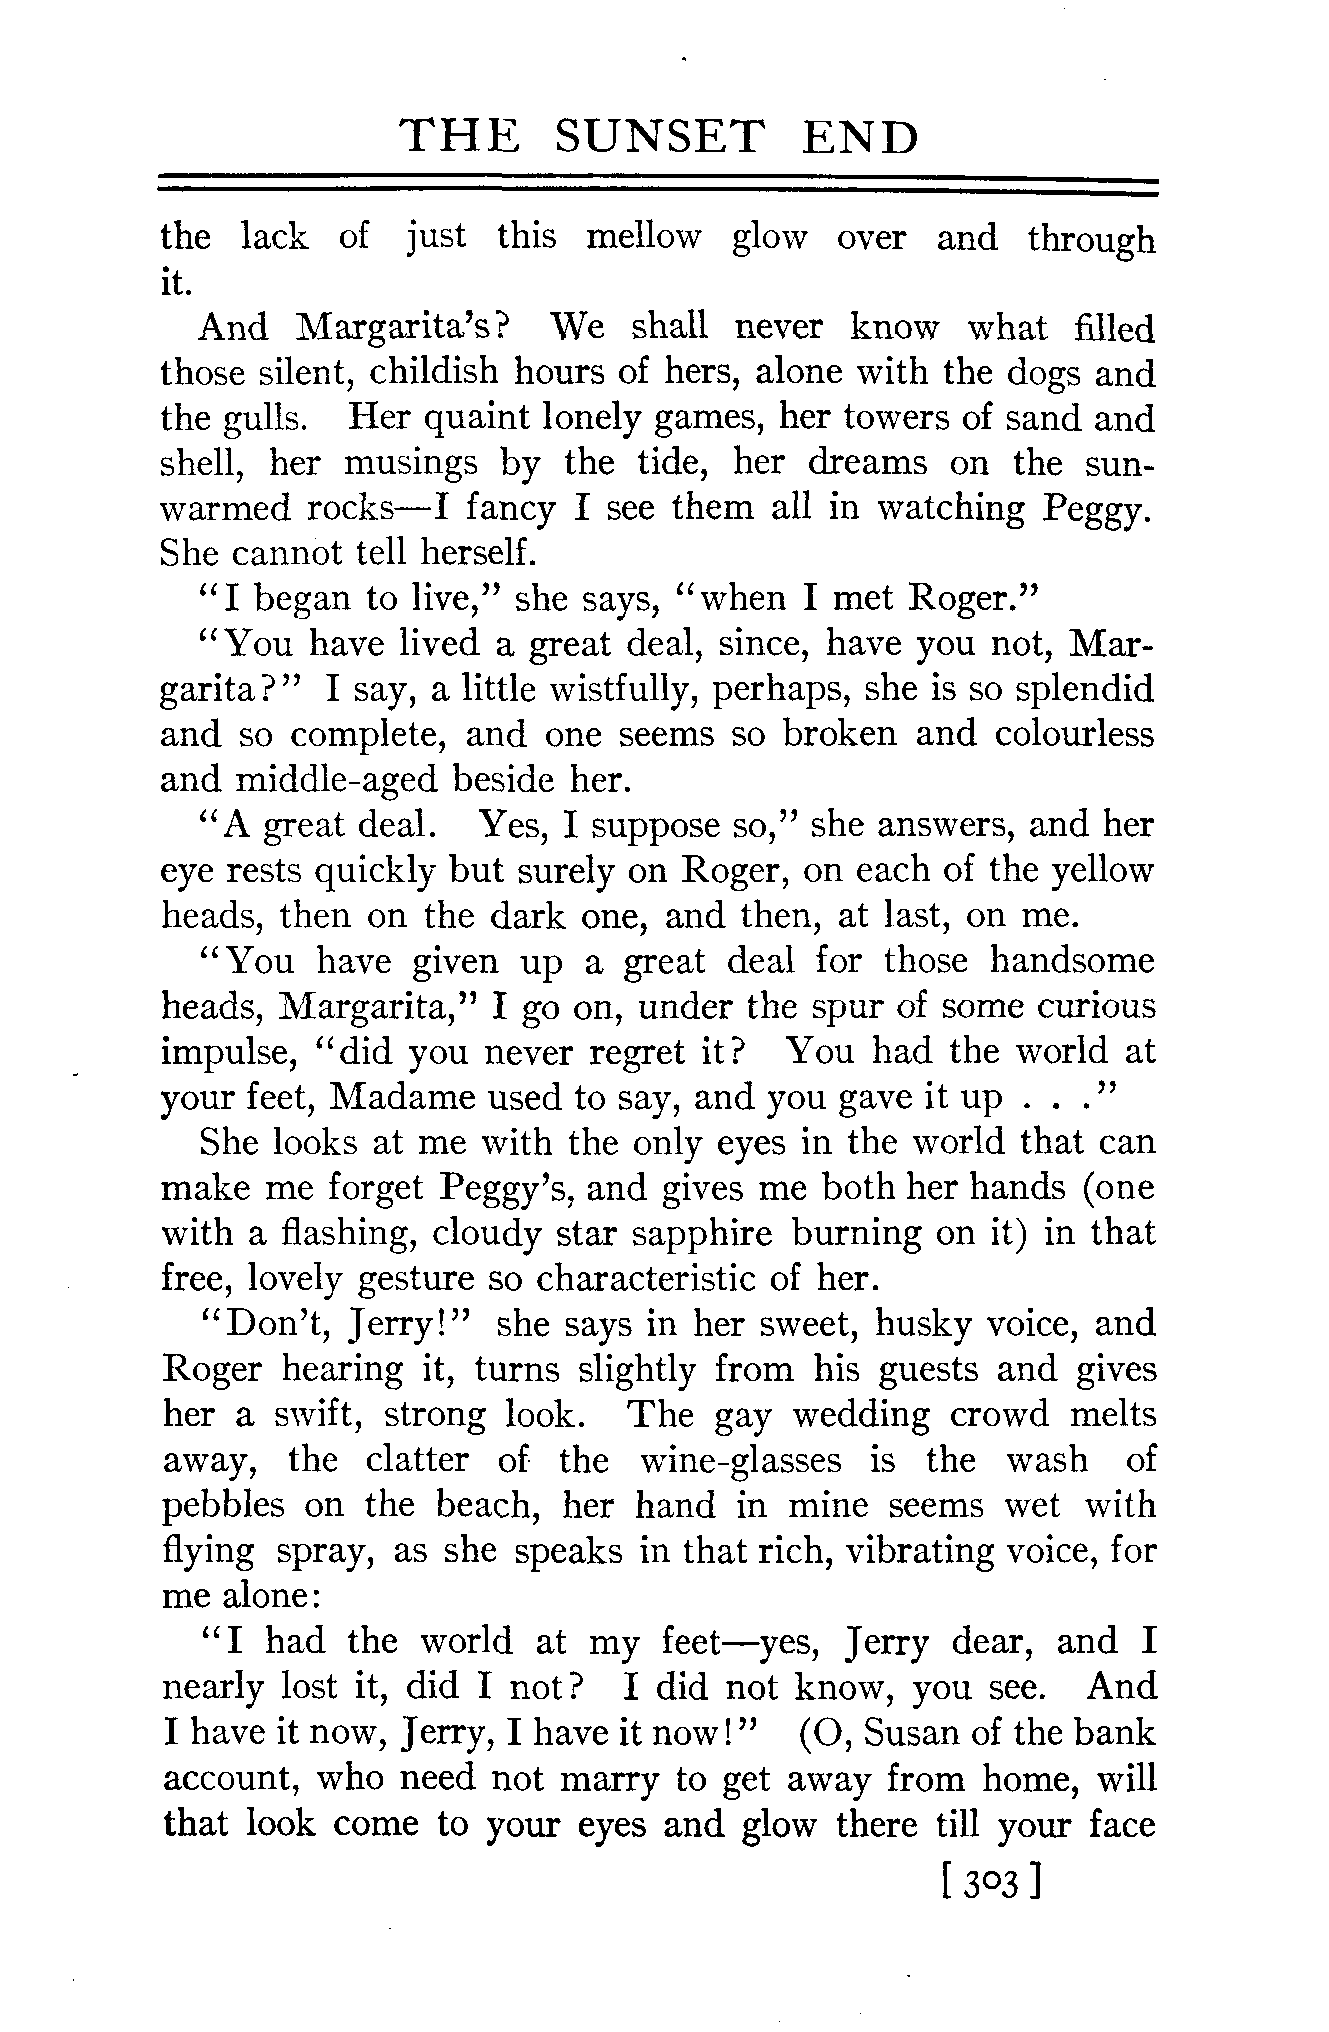 THE SUNSET END
the lack of just this mellow glow over and through
it.
And Margarita's? We shall never know what filled
those silent, childish hours of hers, alone with the dogs and
the gulls. Her quaint lonely games, her towers of sand and
shell, her musings by the tide, her dreams on the sun-
warmed rocks—I fancy I see them all in watching Peggy.
She cannot tell herself.
"I began to live," she says, "when I met Roger."
"You have lived a great deal, since, have you not, Mar-
garita?" I say, a little wistfully, perhaps, she is so splendid
and so complete, and one seems so broken and colourless
and middle-aged beside her.
"A great deal. Yes, I suppose so," she answers, and her
eye rests quickly but surely on Roger, on each of the yellow
heads, then on the dark one, and then, at last, on me.
"You have given up a great deal for those handsome
heads, Margarita," I go on, under the spur of some curious
impulse, "did you never regret it? You had the world at
your feet, Madame used to say, and you gave it up . . ."
She looks at me with the only eyes in the world that can
make me forget Peggy's, and gives me both her hands (one
with a flashing, cloudy star sapphire burning on it) in that
free, lovely gesture so characteristic of her.
"Don't, Jerry!" she says in her sweet, husky voice, and
Roger hearing it, turns slightly from his guests and gives
her a swift, strong look. The gay wedding crowd melts
away, the clatter of the wine-glasses is the wash of
pebbles on the beach, her hand in mine seems wet with
flying spray, as she speaks in that rich, vibrating voice, for
me alone:
"I had the world at my feet—yes, Jerry dear, and I
nearly lost it, did I not? I did not know, you see. And
I have it now, Jerry, I have it now!" (O, Susan of the bank
account, who need not marry to get away from home, will
that look come to your eyes and glow there till your face
[ 303 ]